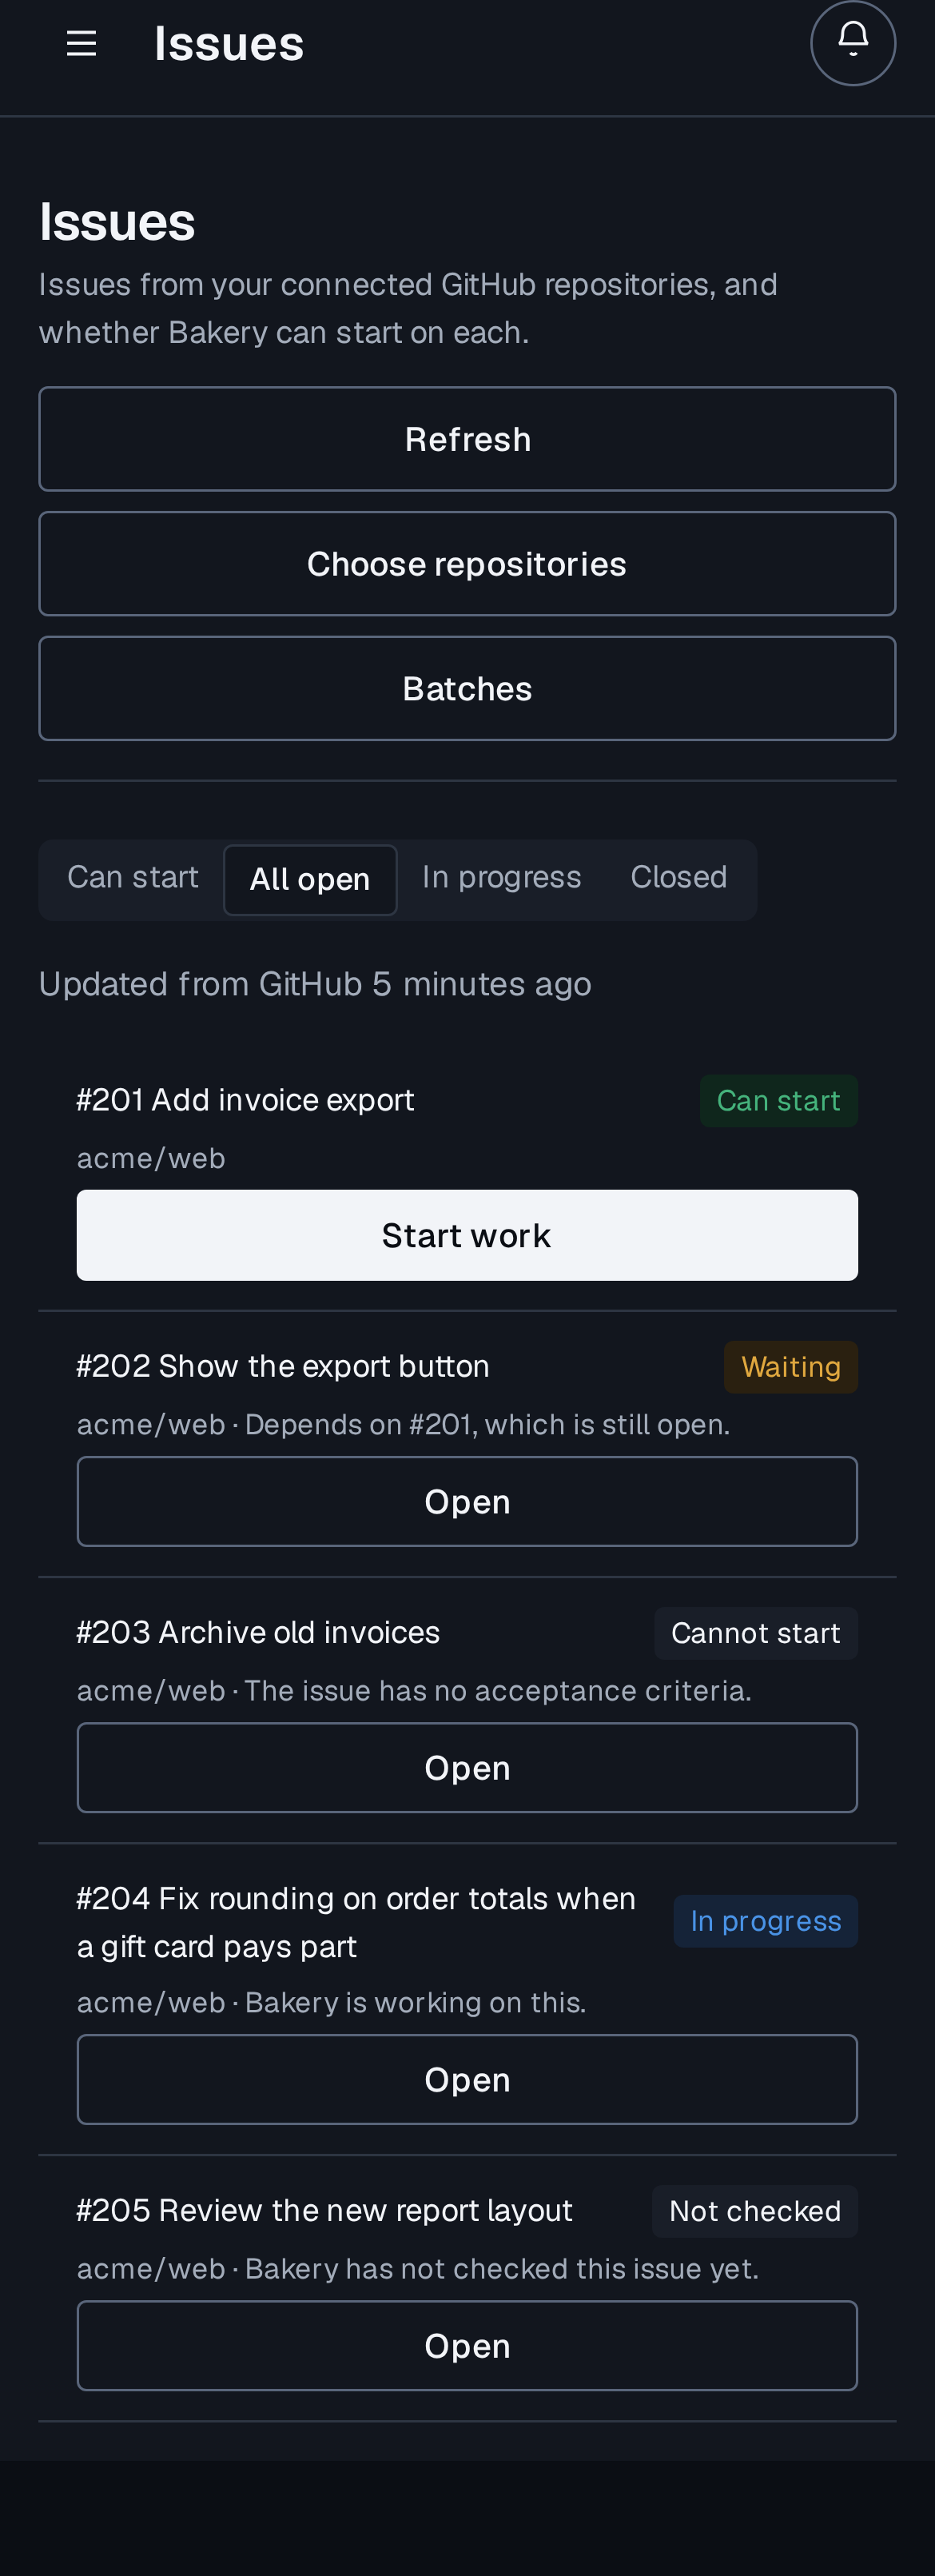 Issues
Issues
Issues from your connected GitHub repositories, and
whether Bakery can start on each.
Refresh
Choose repositories
Batches
Can start All open In progress Closed
Updated from GitHub 5 minutes ago
#201 Add invoice export Can start
acme/web
Start work
#202 Show the export button Waiting
acme/web · Depends on #201, which is still open.
Open
#203 Archive old invoices Cannot start
acme/web · The issue has no acceptance criteria.
Open
#204 Fix rounding on order totals when
a gift card pays part
In progress
acme/web · Bakery is working on this.
Open
#205 Review the new report layout Not checked
acme/web · Bakery has not checked this issue yet.
Open